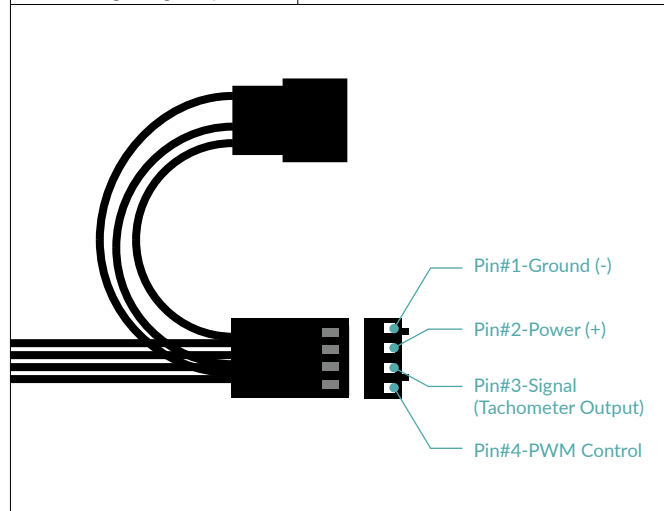 Pin#1-Ground (-)
Pin#2-Power (+)
Pin#3-Signal
(Tachometer Output)
Pin#4-PWM Control